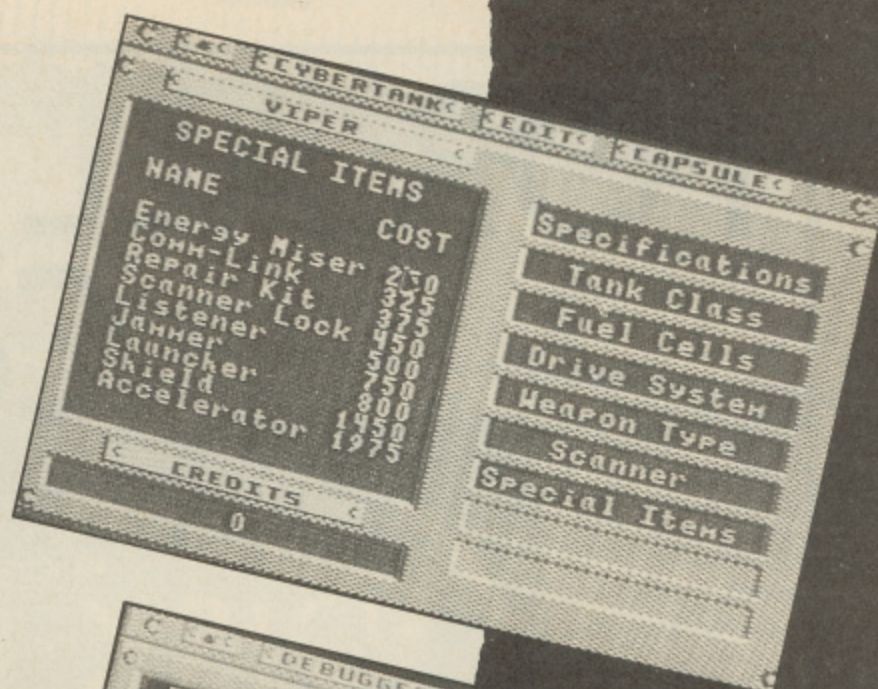 CYBERTANK EDIT CAPSULE
VIPER
SPECIAL ITEMS
NAME COST
Energy Miser 250
Comm-Link 325
Repair Kit 375
Scanner Lock 450
Listener 500
Jammer 750
Launcher 800
Shield 1450
Accelerator 1975
CREDITS
0
Specifications
Tank Class
Fuel Cells
Drive System
Weapon Type
Scanner
Special Items
DEBUGGE